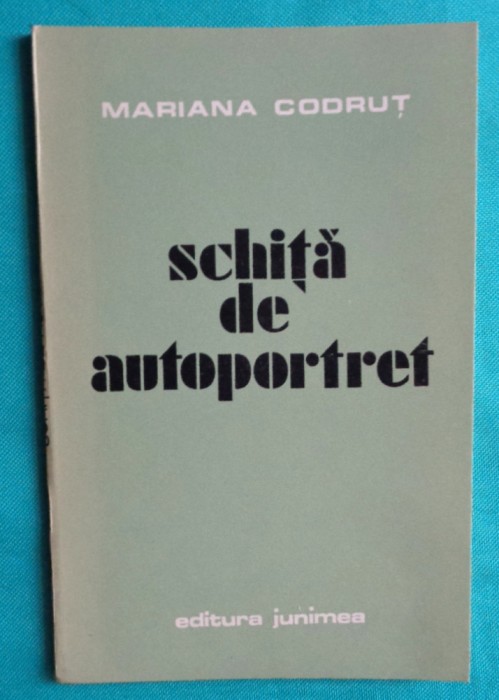 MARIANA CODRUȚ
schiță
de
autoportret
editura junimea